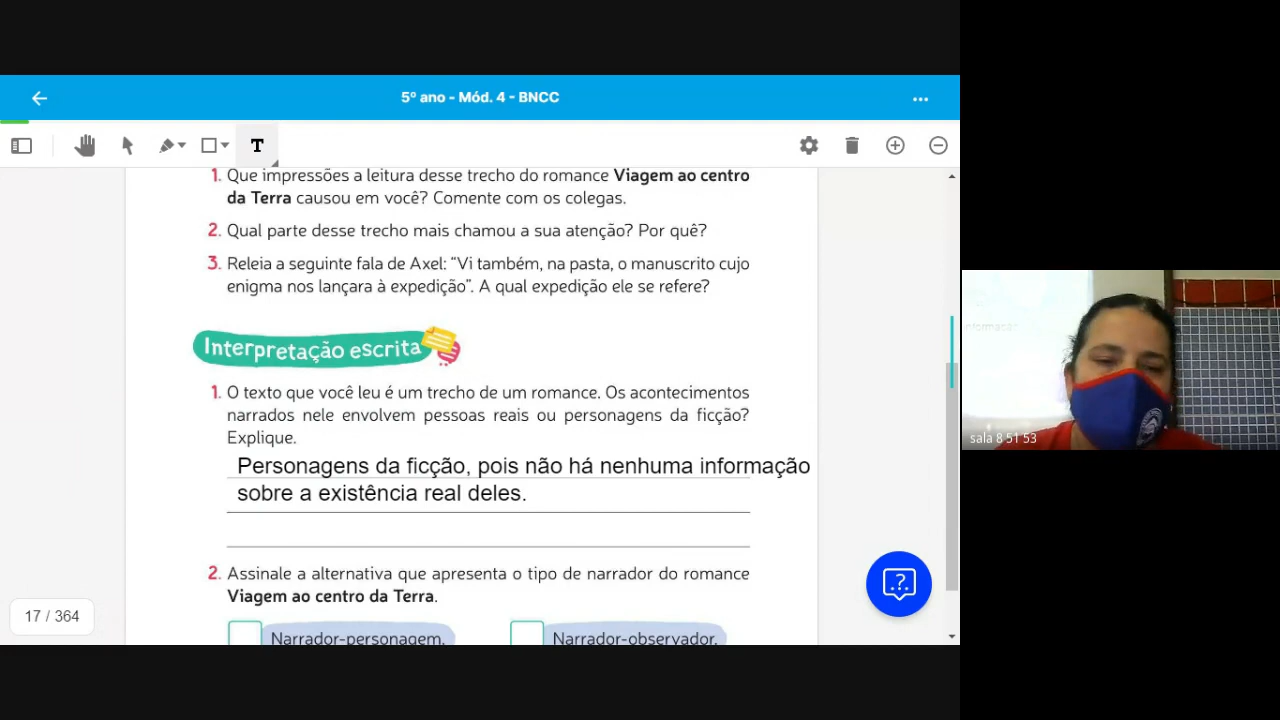 5º ano - Mód. 4 - BNCC
T
1. Que impressões a leitura desse trecho do romance Viagem ao centro
da Terra causou em você? Comente com os colegas.
2. Qual parte desse trecho mais chamou a sua atenção? Por quê?
3. Releia a seguinte fala de Axel: “Vi também, na pasta, o manuscrito cujo
enigma nos lançara à expedição”. A qual expedição ele se refere?
Interpretação escrita
1. O texto que você leu é um trecho de um romance. Os acontecimentos
narrados nele envolvem pessoas reais ou personagens da ficção?
Explique.
Personagens da ficção, pois não há nenhuma informação
sobre a existência real deles.
2. Assinale a alternativa que apresenta o tipo de narrador do romance
Viagem ao centro da Terra.
17 / 364
Narrador-personagem. Narrador-observador.
sala 8 51 53